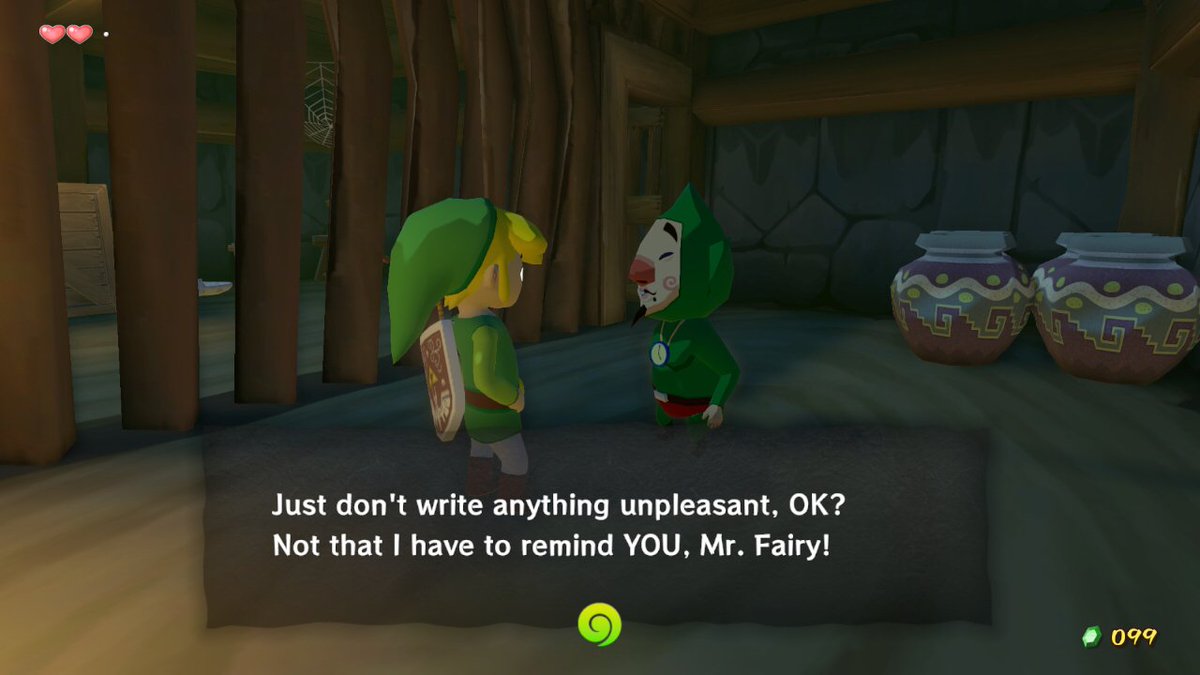 Just don't write anything unpleasant, OK?
Not that I have to remind YOU, Mr. Fairy!
099